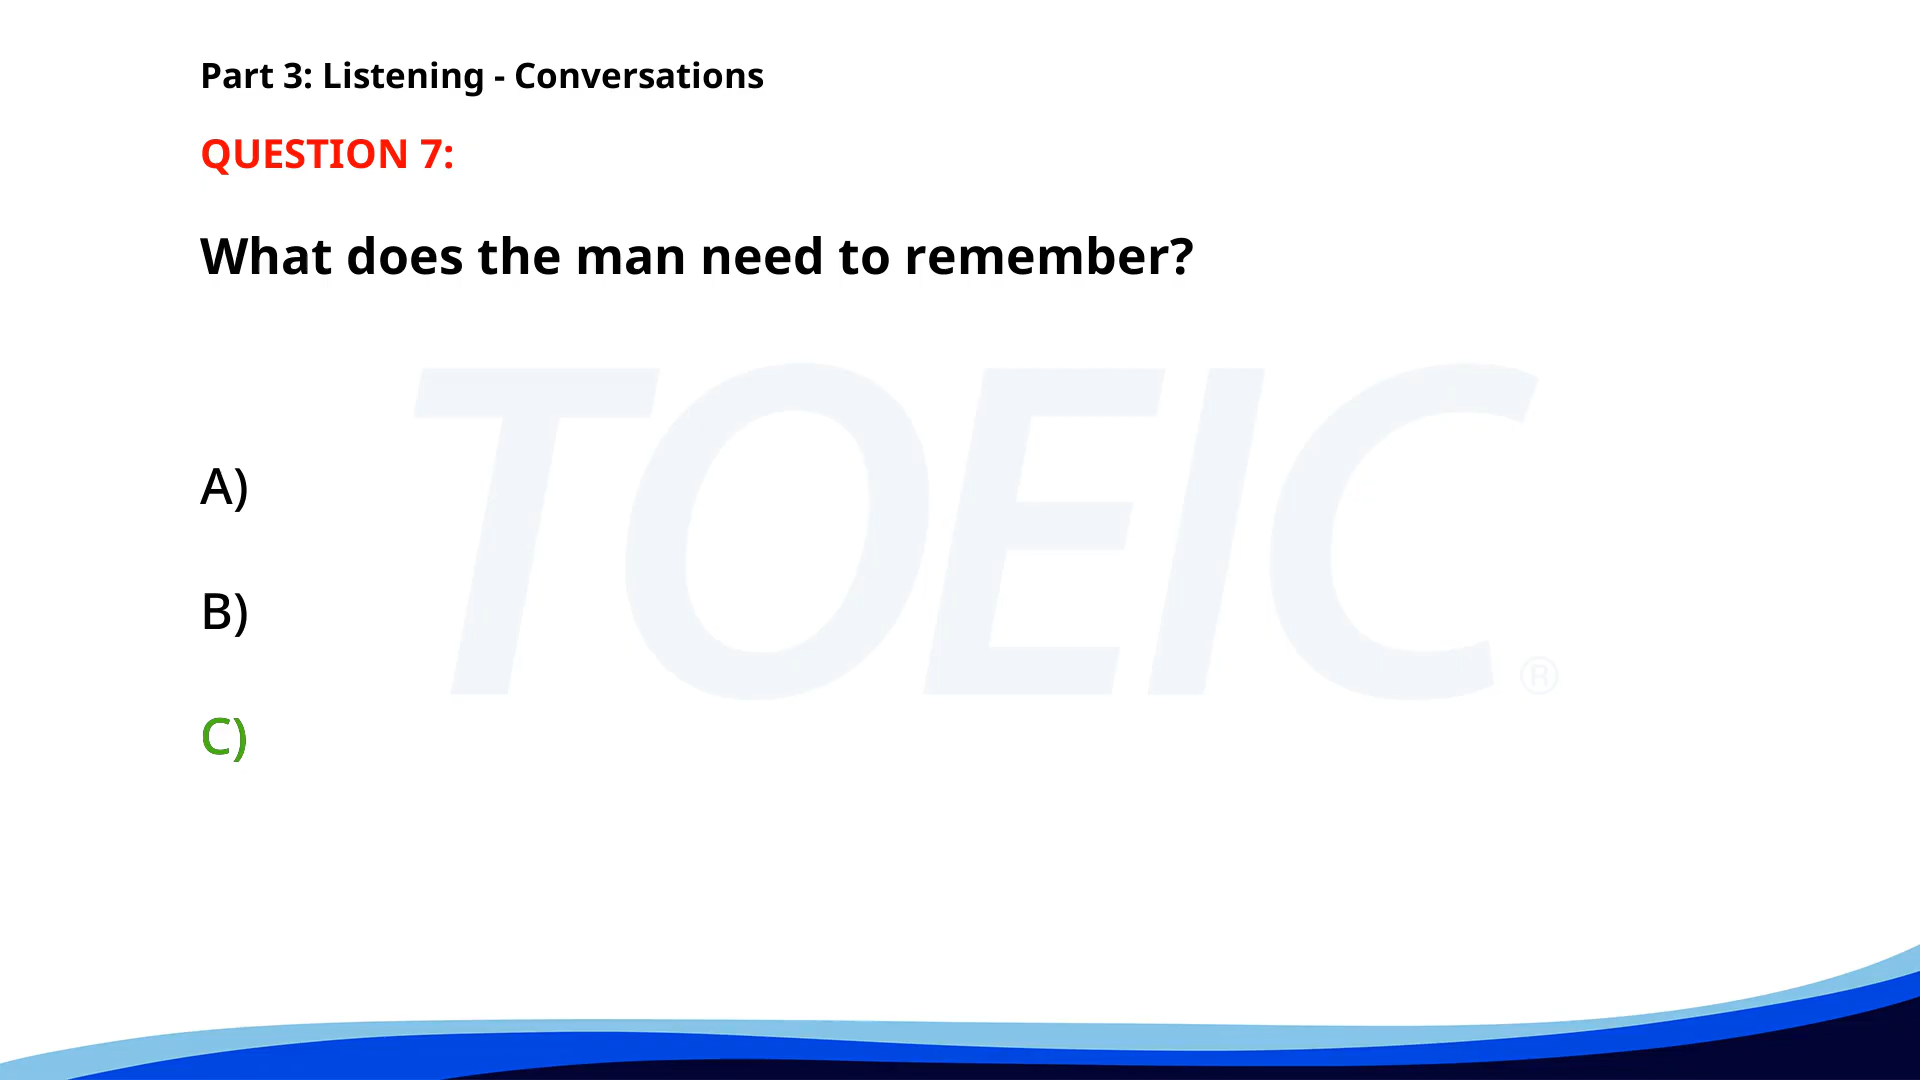 Part 3: Listening - Conversations
QUESTION 7:
What does the man need to remember?
TOEIC ®
A)
B)
C)